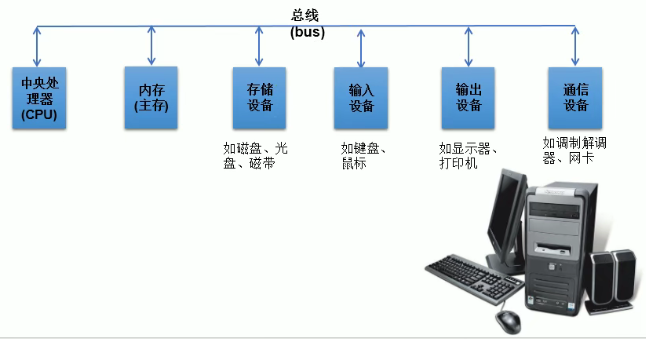 总线
(bus)
中央处
理器
(CPU)
内存
(主存)
存储
设备
输入
设备
输出
设备
通信
设备
如磁盘、光
盘、磁带
如键盘、
鼠标
如显示器、
打印机
如调制解调
器、网卡